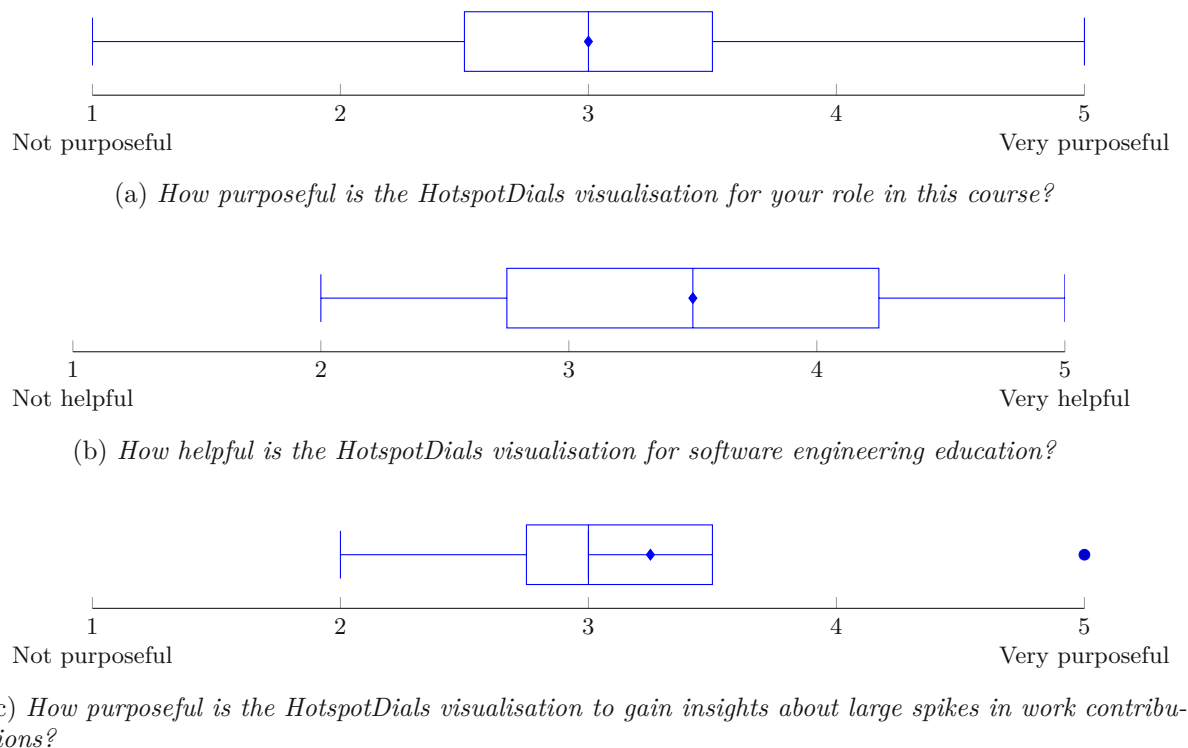 1 2 3 4 5
Not purposeful Very purposeful
(a) How purposeful is the HotspotDials visualisation for your role in this course?
1 2 3 4 5
Not helpful Very helpful
(b) How helpful is the HotspotDials visualisation for software engineering education?
1 2 3 4 5
Not purposeful Very purposeful
c) How purposeful is the HotspotDials visualisation to gain insights about large spikes in work contribu-
ions?